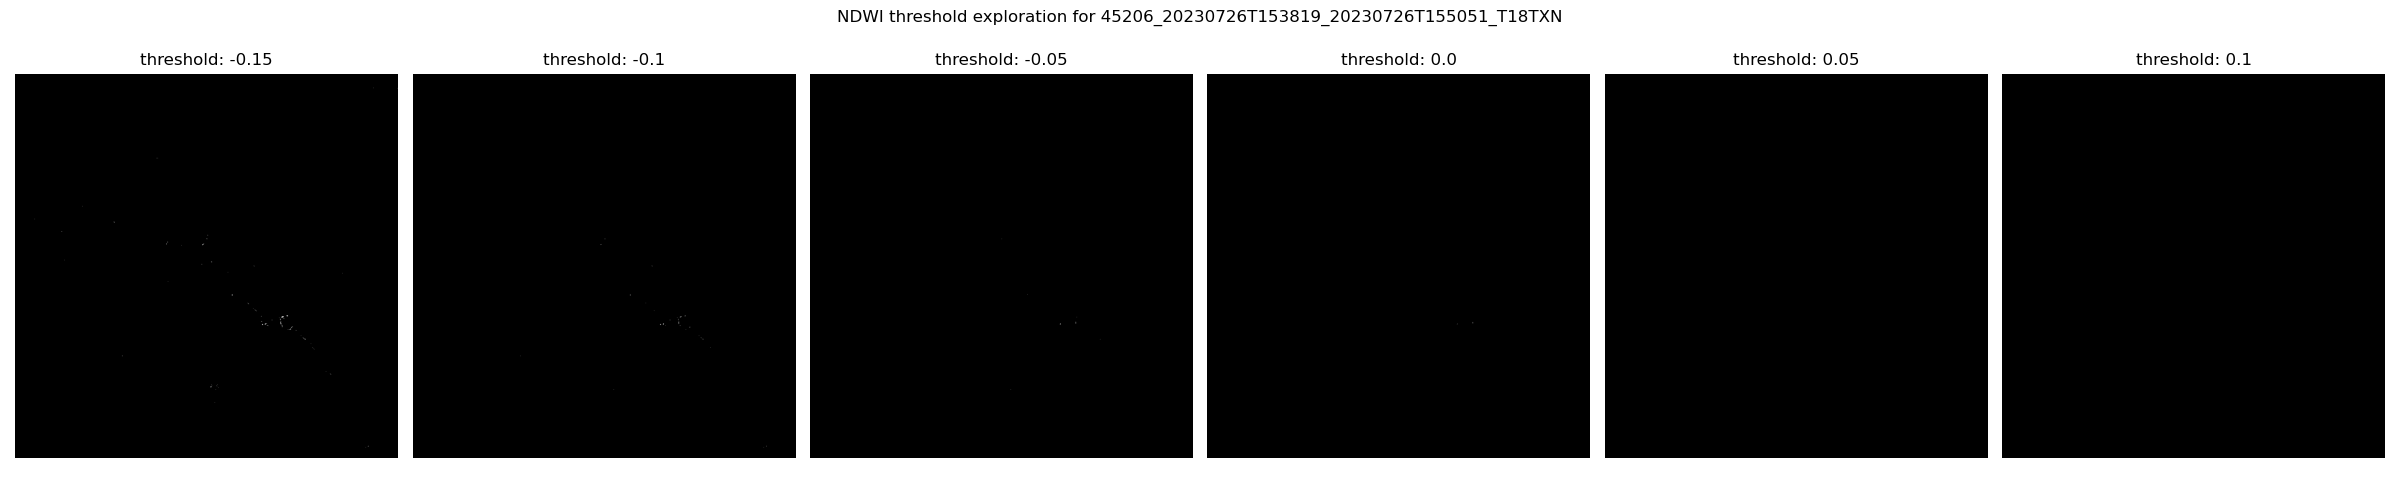 NDWI threshold exploration for 45206_20230726T153819_20230726T155051_T18TXN
threshold: -0.15
threshold: -0.1
threshold: -0.05
threshold: 0.0
threshold: 0.05
threshold: 0.1